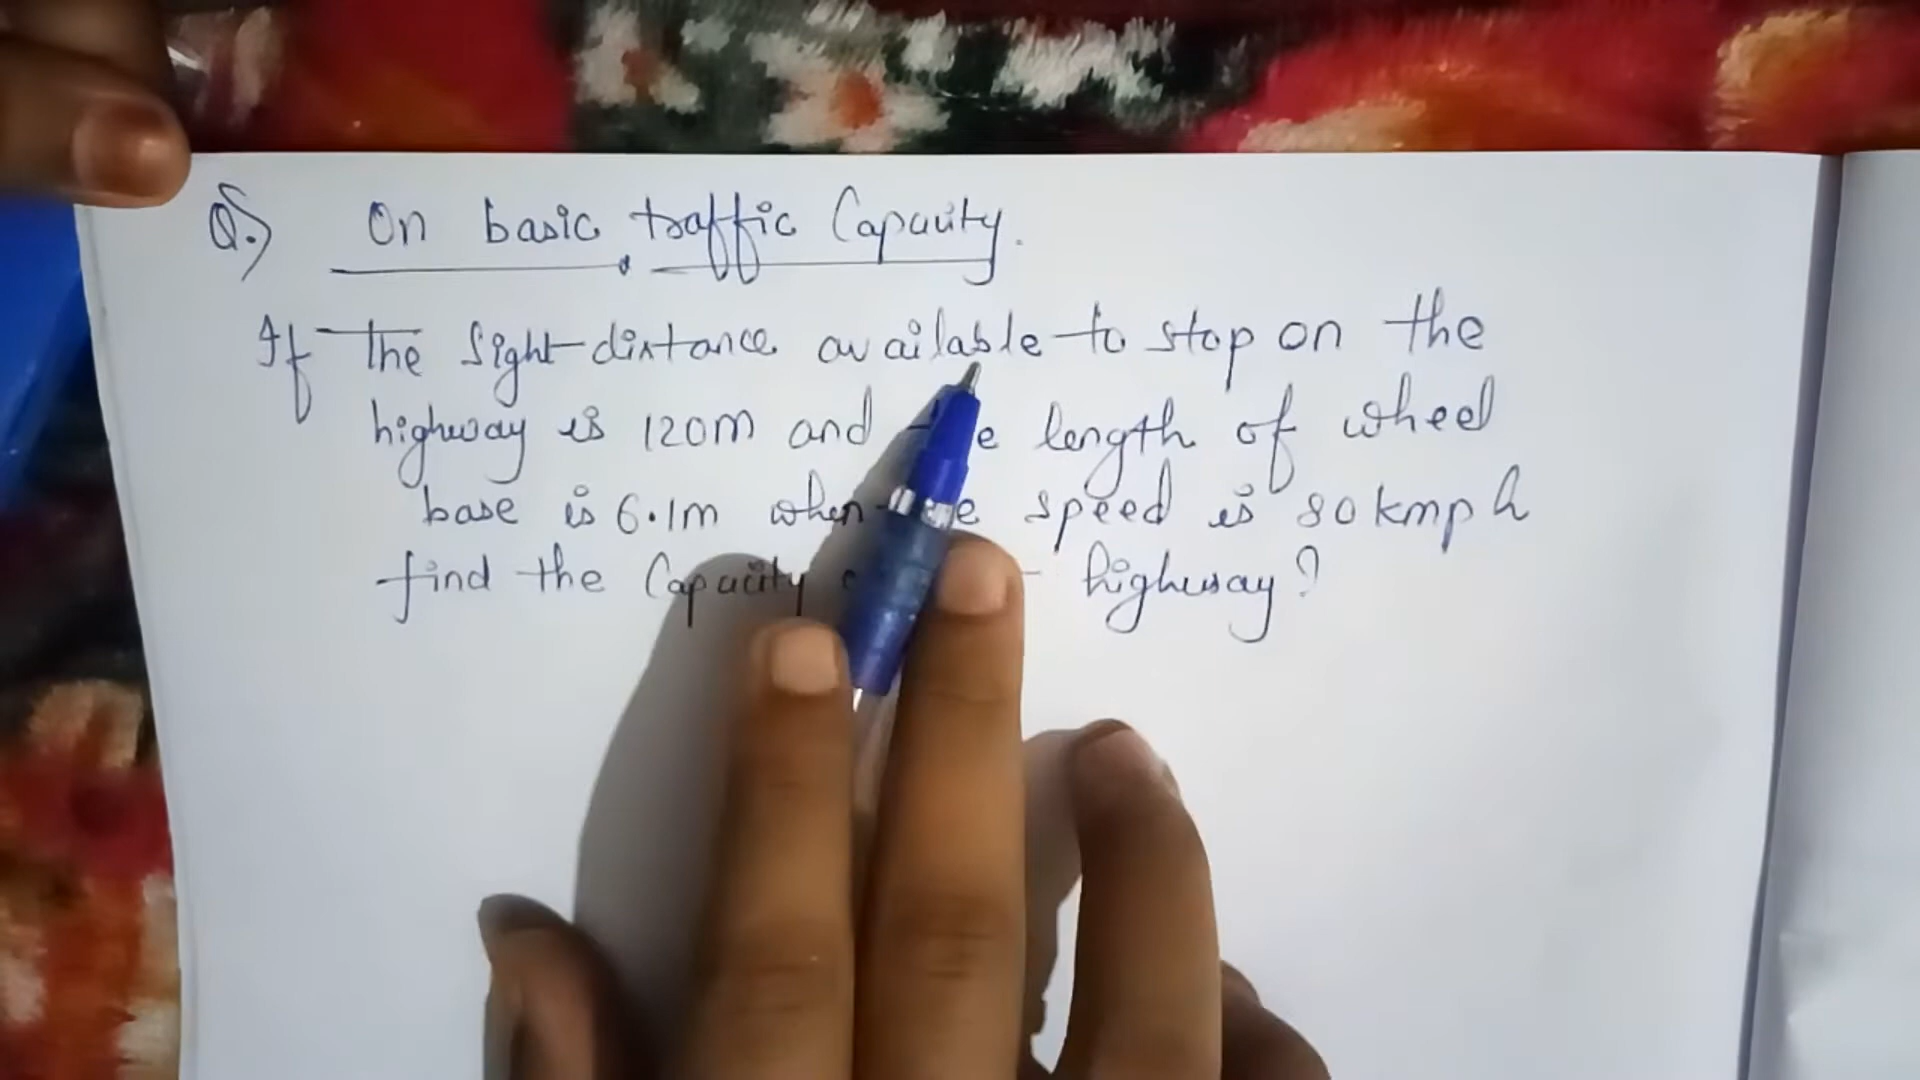 Q.) On basic traffic Capacity.
If the sight distance available to stop on the
highway is 120m and length of wheel
base is 6.1m when speed is 80kmph
find the Capacity highway?